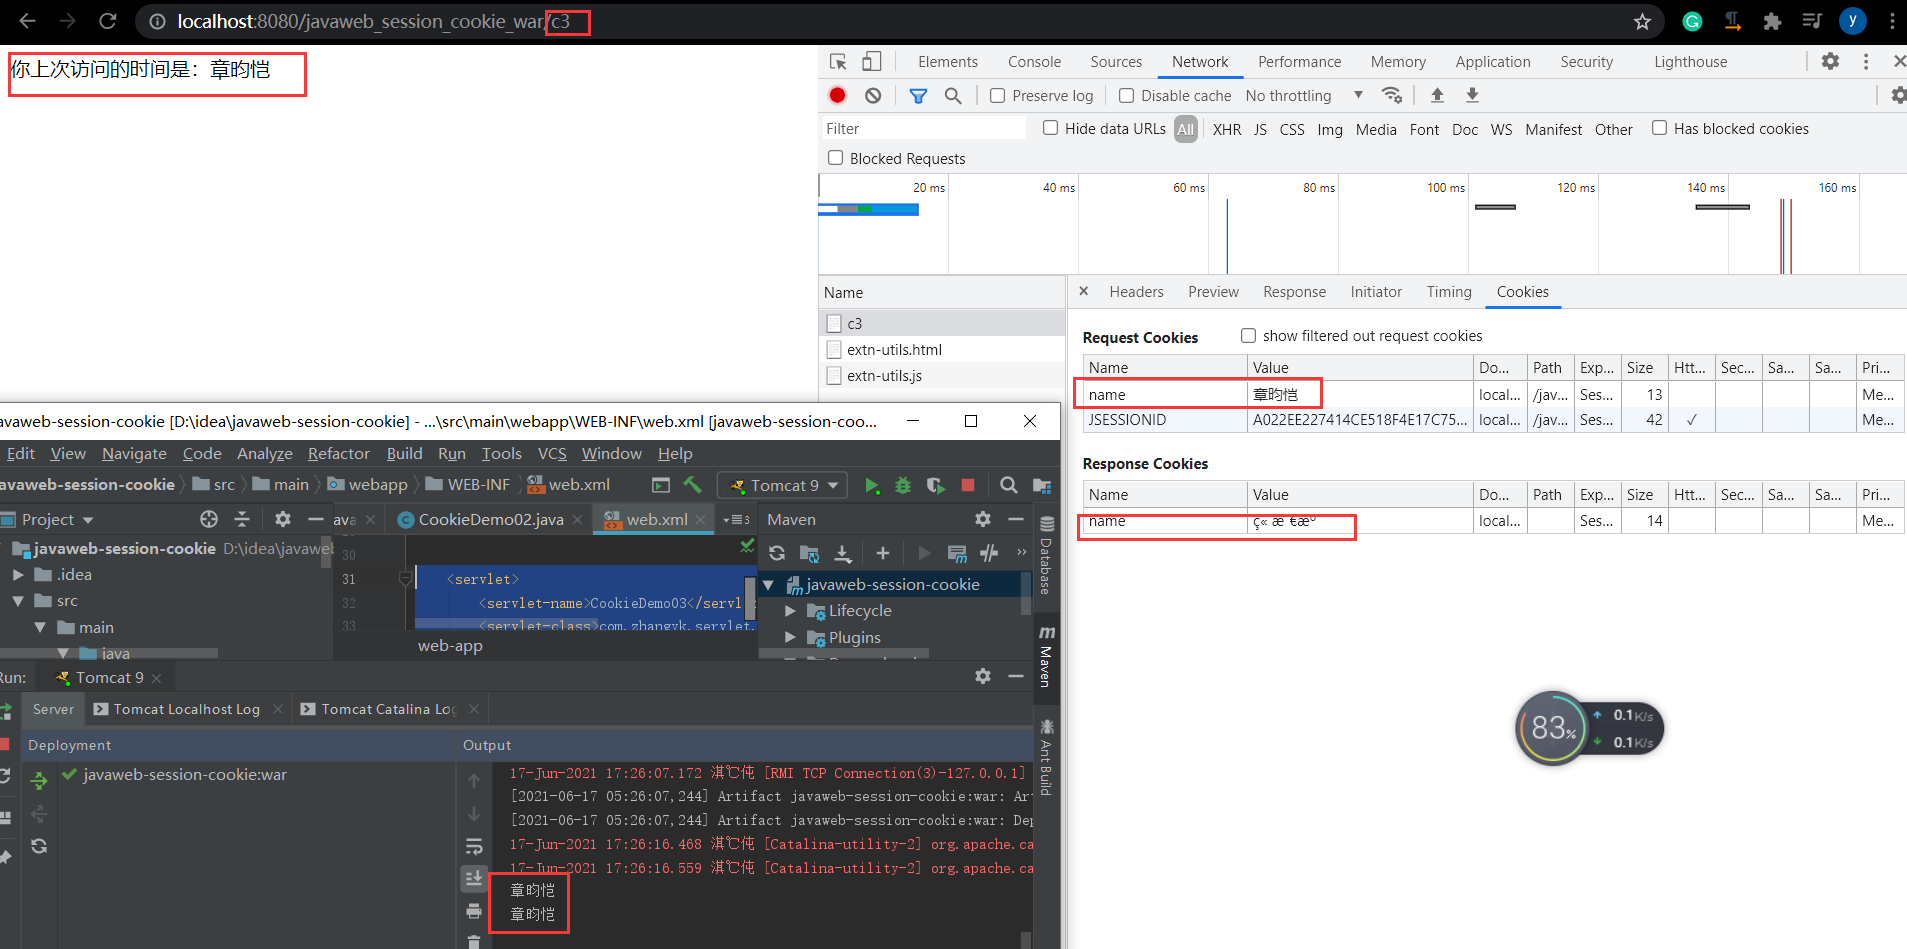 localhost:8080/javaweb_session_cookie_war/c3
y
你上次访问的时间是：章昀恺
Elements Console Sources Network Performance Memory Application Security Lighthouse
Preserve log Disable cache No throttling
Filter Hide data URLs All XHR JS CSS Img Media Font Doc WS Manifest Other Has blocked cookies
Blocked Requests
20 ms 40 ms 60 ms 80 ms 100 ms 120 ms 140 ms 160 ms
Name
c3
extn-utils.html
extn-utils.js
Headers Preview Response Initiator Timing Cookies
Request Cookies show filtered out request cookies
Name Value Do... Path Exp... Size Htt... Sec... Sa... Sa... Pri...
name 章昀恺 local... /jav... Ses... 13 Me...
JSESSIONID A022EE227414CE518F4E17C75... local... /jav... Ses... 42 ✓ Me...
Response Cookies
Name Value Do... Path Exp... Size Htt... Sec... Sa... Sa... Pri...
name local... Ses... 14 Me...
avaweb-session-cookie [D:\idea\javaweb-session-cookie] - ...\src\main\webapp\WEB-INF\web.xml [javaweb-session-coo...
Edit View Navigate Code Analyze Refactor Build Run Tools VCS Window Help
avaweb-session-cookie src main webapp WEB-INF web.xml Tomcat 9
Project ava CookieDemo02.java web.xml 3 Maven
javaweb-session-cookie D:\idea\javawe
.idea
src
main
java
30
31 <servlet>
32 <servlet-name>CookieDemo03</servle
33 <servlet-class>com.zhangyk.servlet.
web-app
javaweb-session-cookie
Lifecycle
Plugins
Database
Maven
Ant Build
Run: Tomcat 9
Server Tomcat Localhost Log Tomcat Catalina Log
Deployment Output
javaweb-session-cookie:war
17-Jun-2021 17:26:07.172 淇℃伅 [RMI TCP Connection(3)-127.0.0.1]
[2021-06-17 05:26:07,244] Artifact javaweb-session-cookie:war: Ar
[2021-06-17 05:26:07,244] Artifact javaweb-session-cookie:war: Dep
17-Jun-2021 17:26:16.468 淇℃伅 [Catalina-utility-2] org.apache.ca
17-Jun-2021 17:26:16.559 淇℃伅 [Catalina-utility-2] org.apache.ca
章昀恺
章昀恺
83%
0.1K/s
0.1K/s